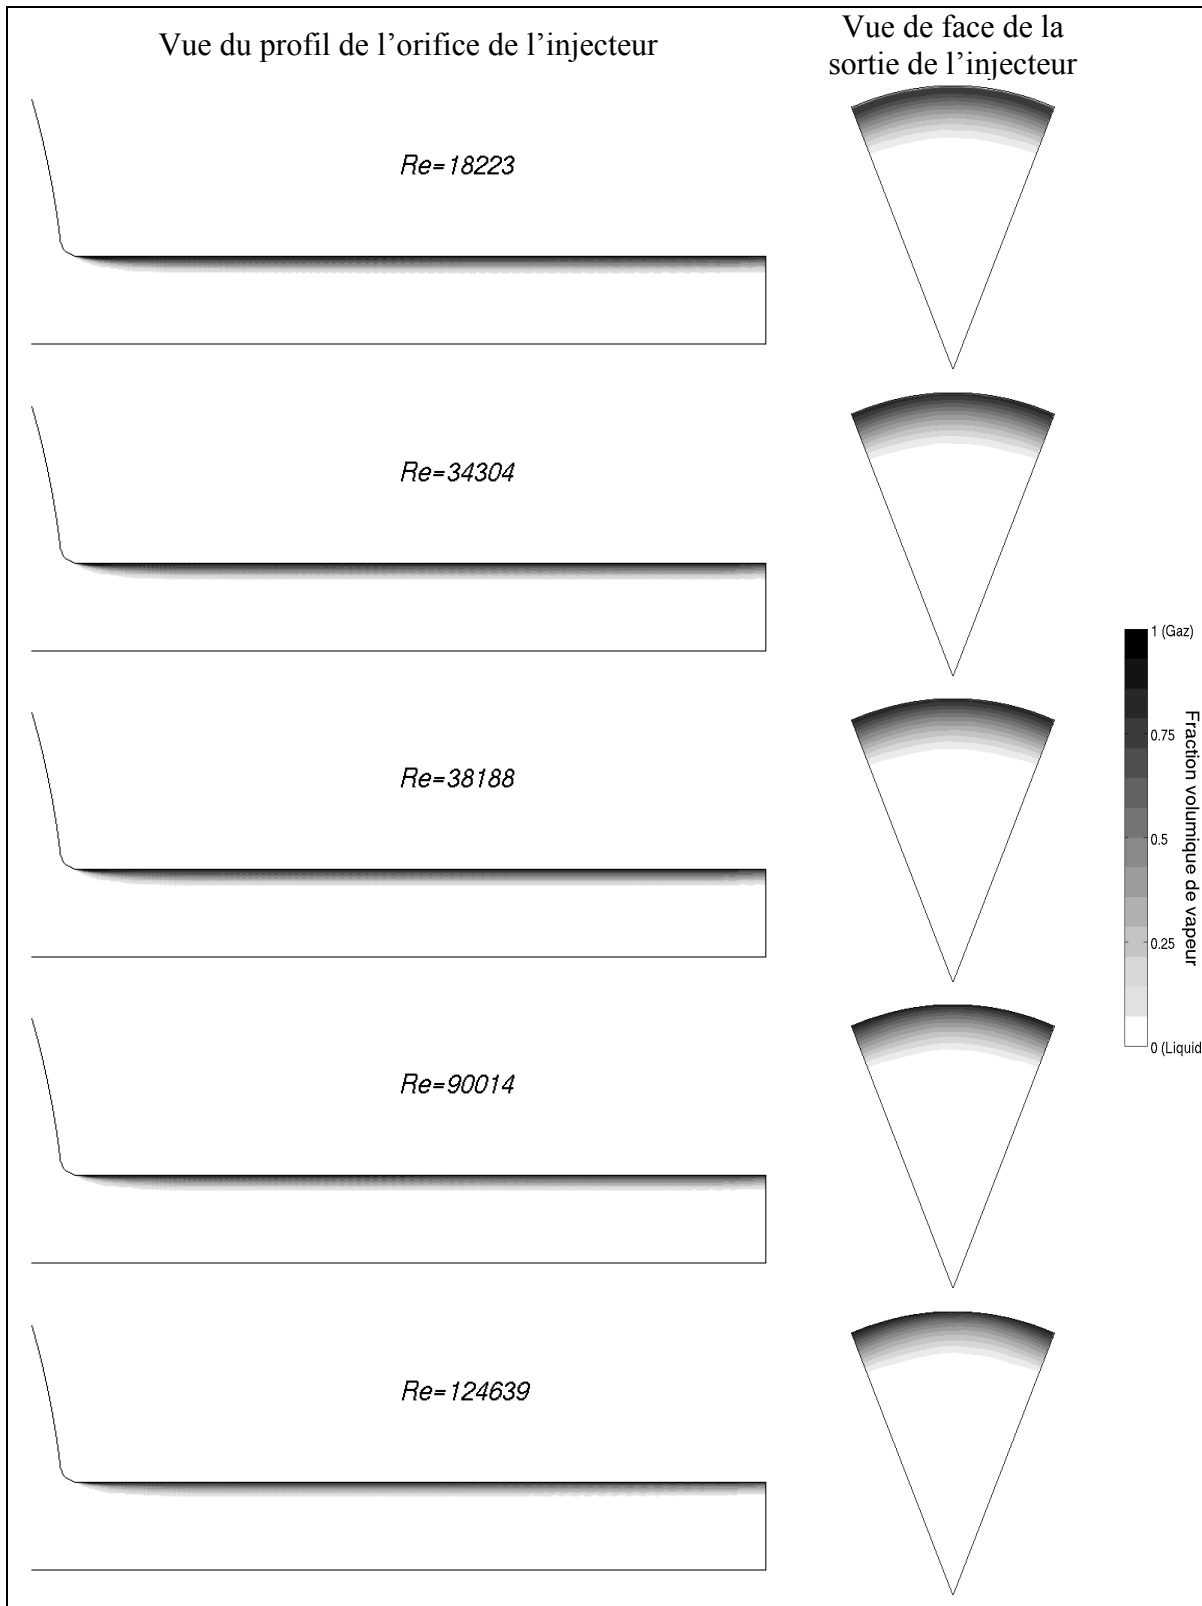 Vue du profil de l’orifice de l’injecteur
Vue de face de la
sortie de l’injecteur
Re=18223
Re=34304
Re=38188
Re=90014
Re=124639
1 (Gaz)
0.75
0.5
0.25
0 (Liquid
Fraction volumique de vapeur